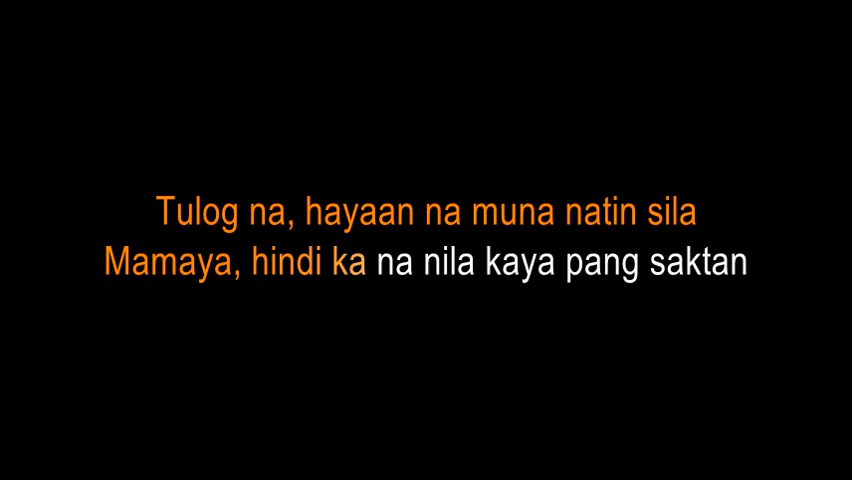 Tulog na, hayaan na muna natin sila
Mamaya, hindi ka na nila kaya pang saktan